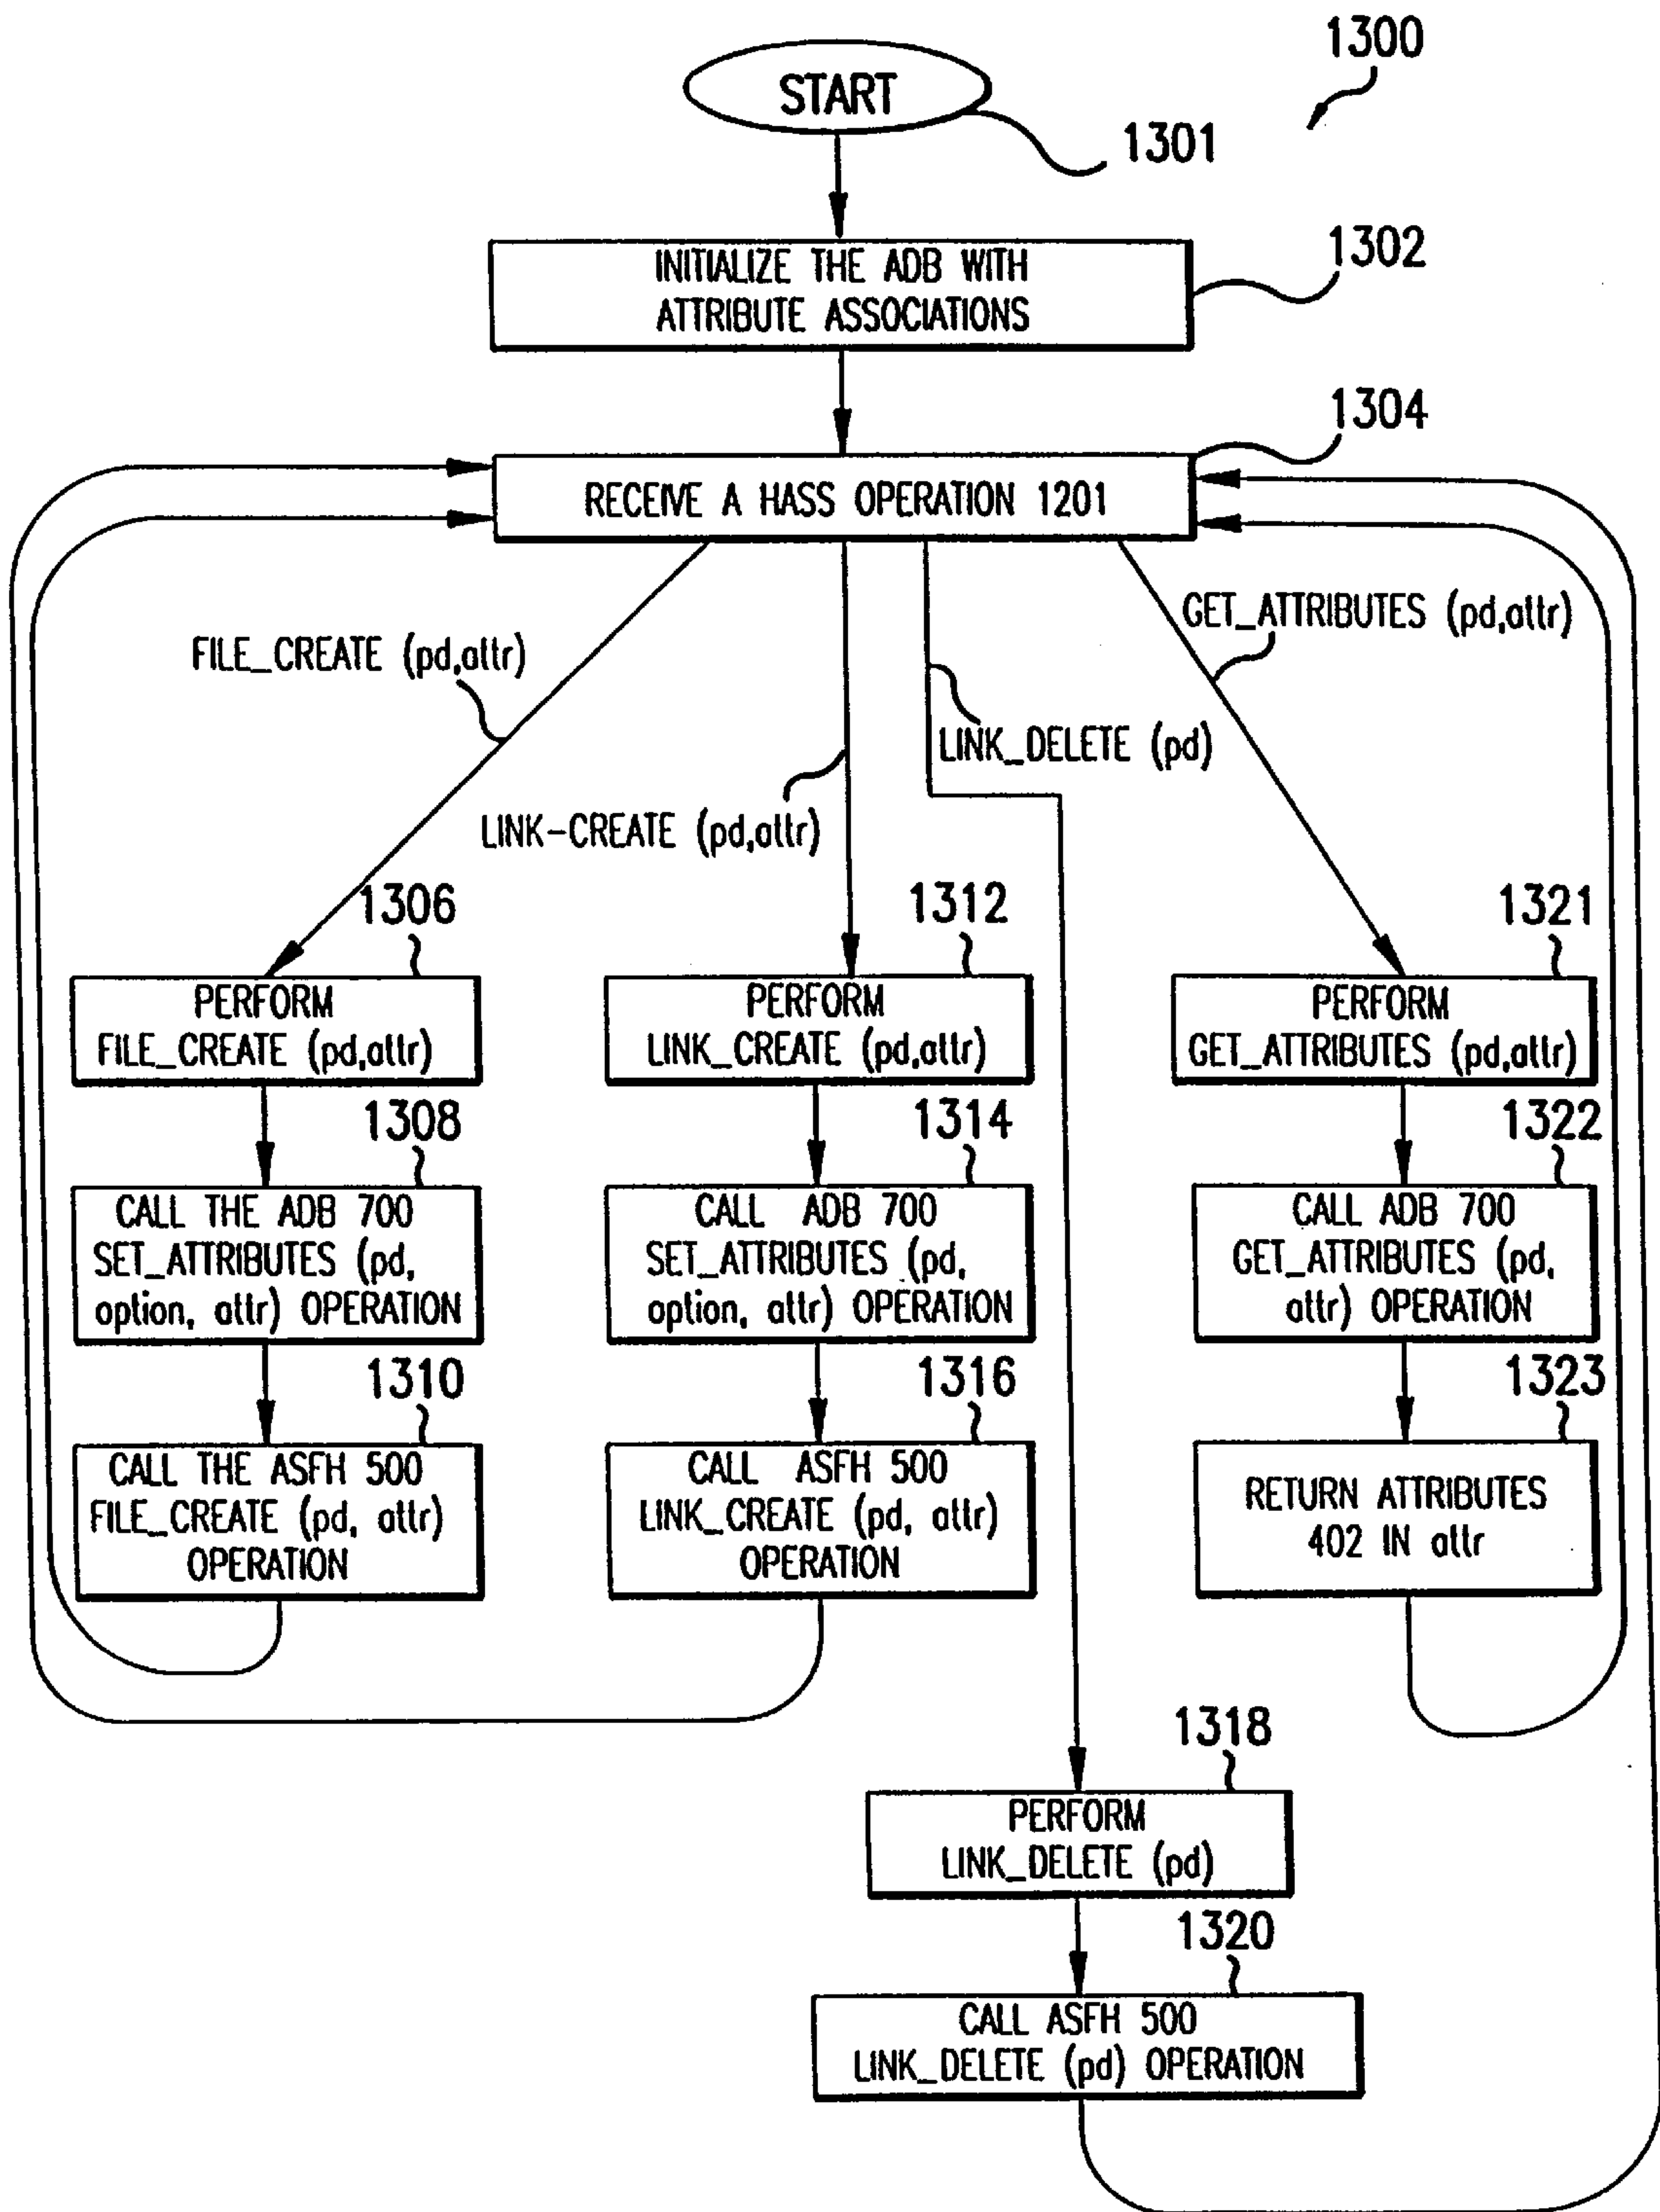 1300
START
1301
INITIALIZE THE ADB WITH
ATTRIBUTE ASSOCIATIONS
1302
1304
RECEIVE A HASS OPERATION 1201
FILE_CREATE (pd,attr)
GET_ATTRIBUTES (pd,attr)
LINK_DELETE (pd)
LINK-CREATE (pd,attr)
1306
PERFORM
FILE_CREATE (pd,attr)
1308
CALL THE ADB 700
SET_ATTRIBUTES (pd,
option, attr) OPERATION
1310
CALL THE ASFH 500
FILE_CREATE (pd, attr)
OPERATION
1312
PERFORM
LINK_CREATE (pd,attr)
1314
CALL ADB 700
SET_ATTRIBUTES (pd,
option, attr) OPERATION
1316
CALL ASFH 500
LINK_CREATE (pd, attr)
OPERATION
1321
PERFORM
GET_ATTRIBUTES (pd,attr)
1322
CALL ADB 700
GET_ATTRIBUTES (pd,
attr) OPERATION
1323
RETURN ATTRIBUTES
402 IN attr
1318
PERFORM
LINK_DELETE (pd)
1320
CALL ASFH 500
LINK_DELETE (pd) OPERATION